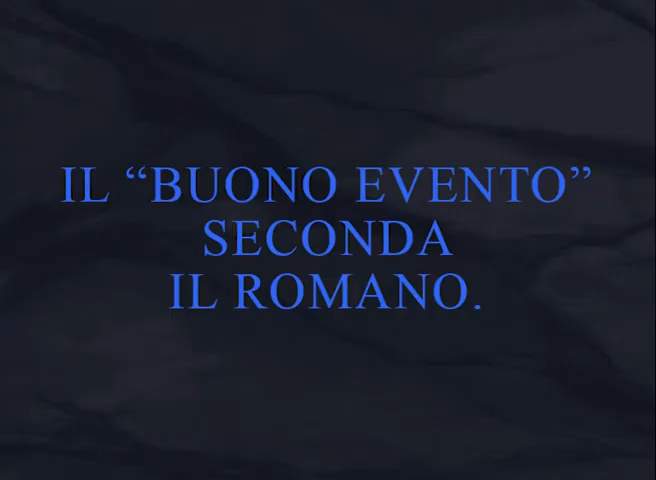 IL “BUONO EVENTO”
SECONDA
IL ROMANO.